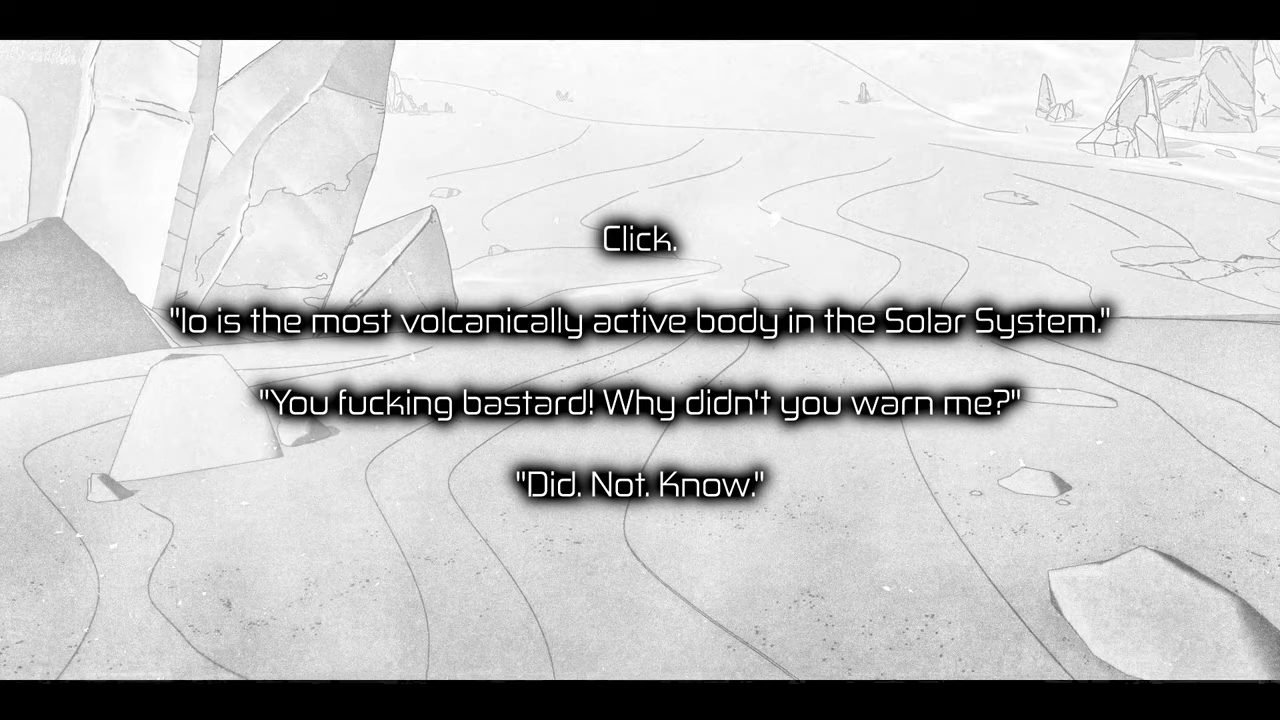 Click.
"Io is the most volcanically active body in the Solar System."
"You fucking bastard! Why didn't you warn me?"
"Did. Not. Know."